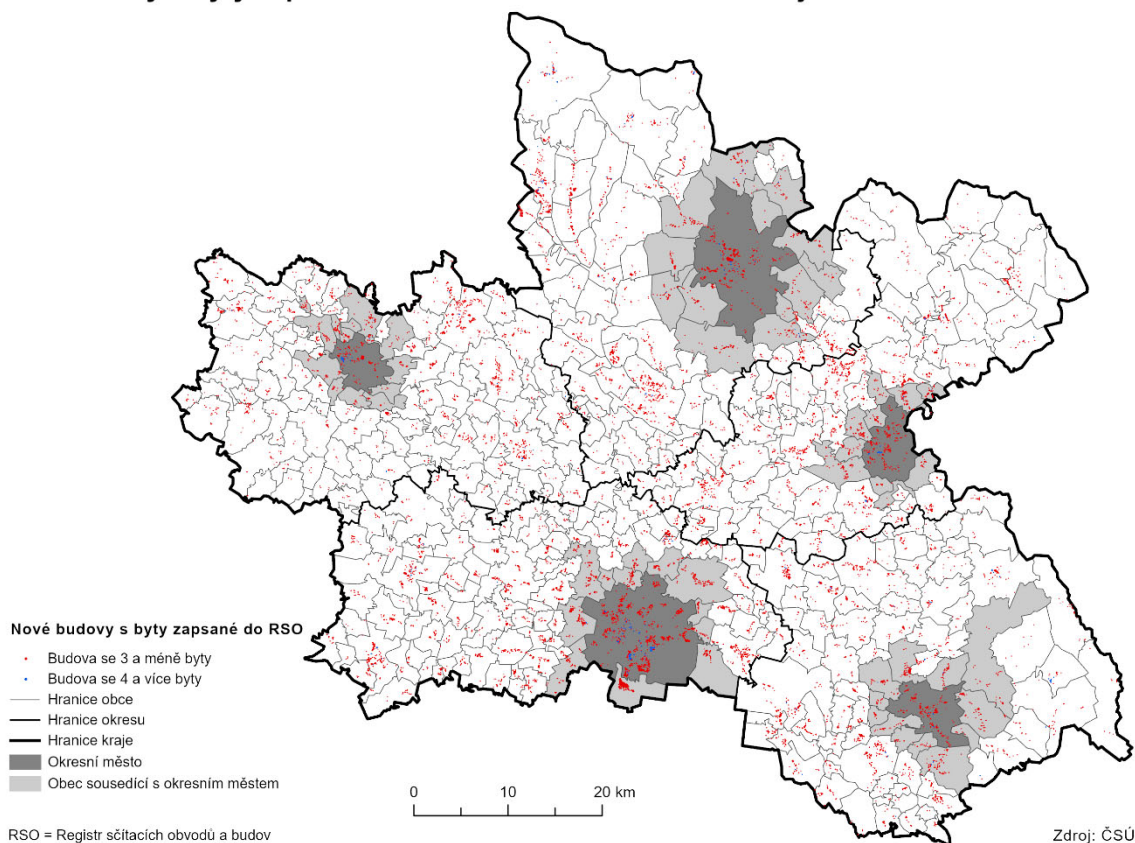 Nové budovy s byty zapsané do RSO
Budova se 3 a méně byty
Budova se 4 a více byty
Hranice obce
Hranice okresu
Hranice kraje
Okresní město
Obec sousedící s okresním městem
0 10 20 km
RSO = Registr sčítacích obvodů a budov
Zdroj: ČSÚ